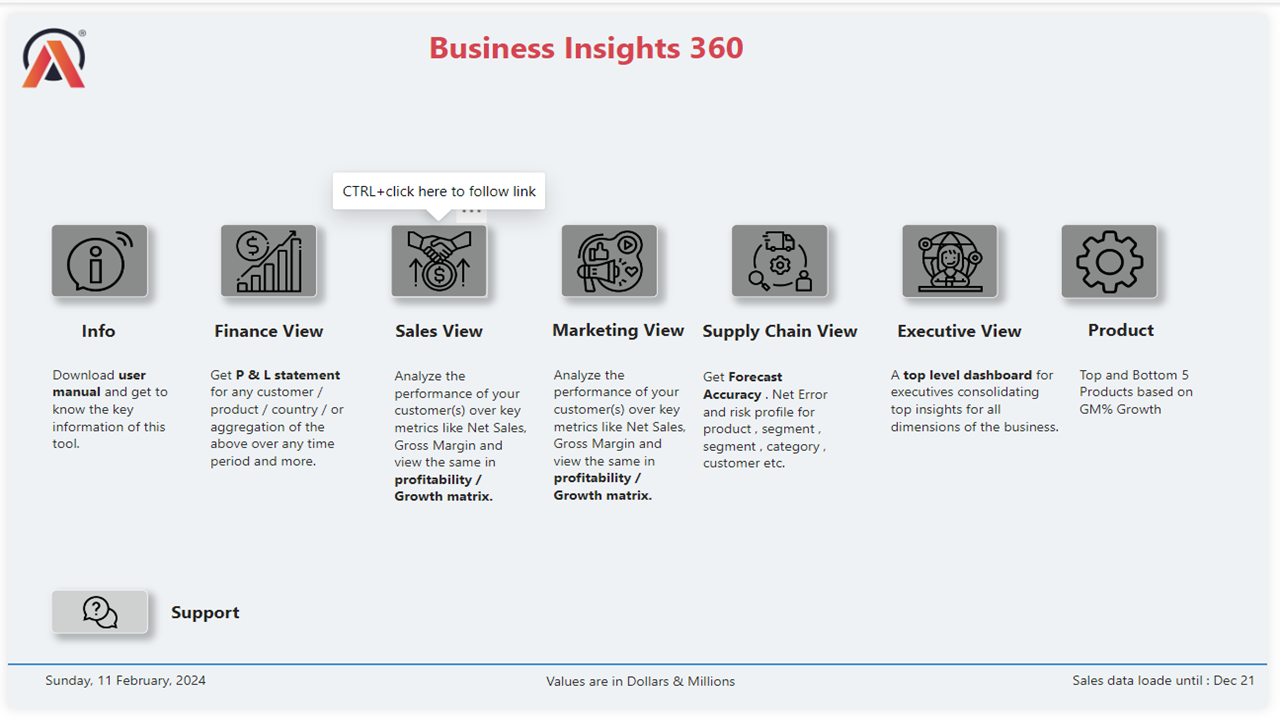 ®
Business Insights 360
CTRL+click here to follow link
Info
Download user
manual and get to
know the key
information of this
tool.
Finance View
Get P & L statement
for any customer /
product / country / or
aggregation of the
above over any time
period and more.
Sales View
Analyze the
performance of your
customer(s) over key
metrics like Net Sales,
Gross Margin and
view the same in
profitability /
Growth matrix.
Marketing View
Analyze the
performance of your
customer(s) over key
metrics like Net Sales,
Gross Margin and
view the same in
profitability /
Growth matrix.
Supply Chain View
Get Forecast
Accuracy . Net Error
and risk profile for
product , segment ,
segment , category ,
customer etc.
Executive View
A top level dashboard for
executives consolidating
top insights for all
dimensions of the business.
Product
Top and Bottom 5
Products based on
GM% Growth
Support
Sunday, 11 February, 2024
Values are in Dollars & Millions
Sales data loade until : Dec 21